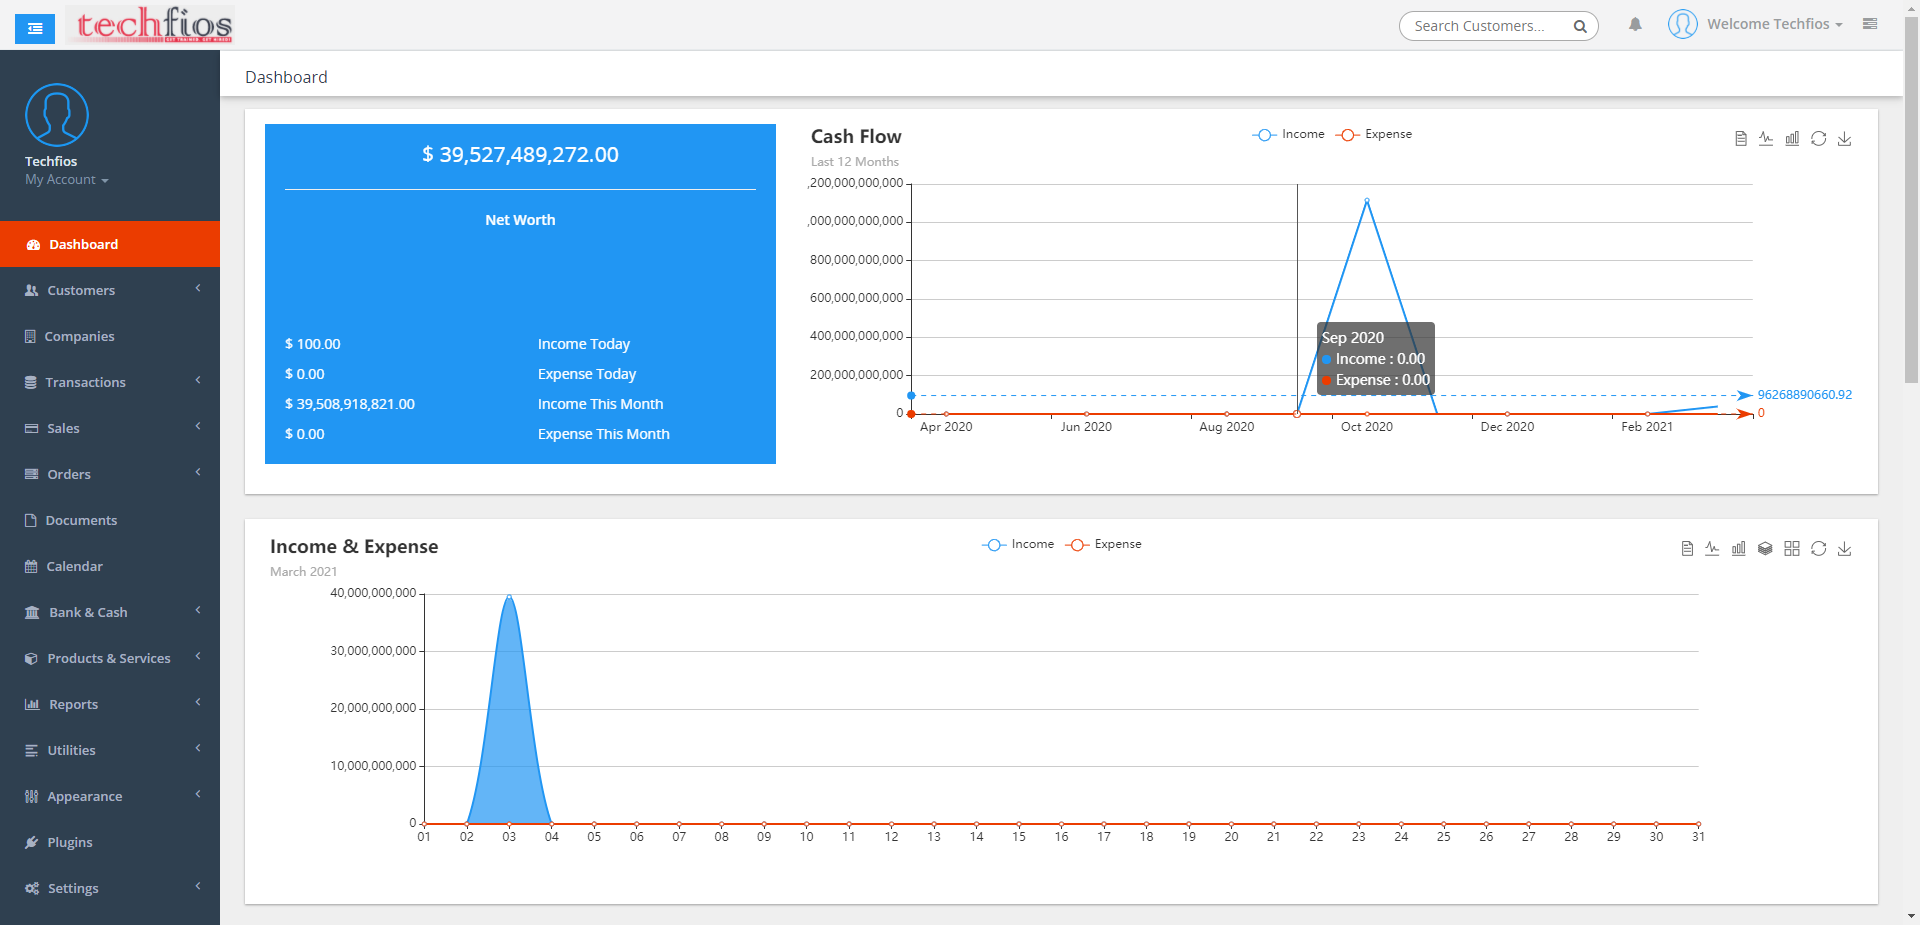 techfios
GET TRAINED. GET HIRED!
Search Customers...
Welcome Techfios
Techfios
My Account
Dashboard
Customers
Companies
Transactions
Sales
Orders
Documents
Calendar
Bank & Cash
Products & Services
Reports
Utilities
Appearance
Plugins
Settings
Dashboard
$ 39,527,489,272.00
Net Worth
$ 100.00 Income Today
$ 0.00 Expense Today
$ 39,508,918,821.00 Income This Month
$ 0.00 Expense This Month
Cash Flow
Last 12 Months
Income Expense
,200,000,000,000
,000,000,000,000
800,000,000,000
600,000,000,000
400,000,000,000
200,000,000,000
0
Sep 2020
Income : 0.00
Expense : 0.00
96268890660.92
0
Apr 2020 Jun 2020 Aug 2020 Oct 2020 Dec 2020 Feb 2021
Income & Expense
March 2021
Income Expense
40,000,000,000
30,000,000,000
20,000,000,000
10,000,000,000
0
01 02 03 04 05 06 07 08 09 10 11 12 13 14 15 16 17 18 19 20 21 22 23 24 25 26 27 28 29 30 31